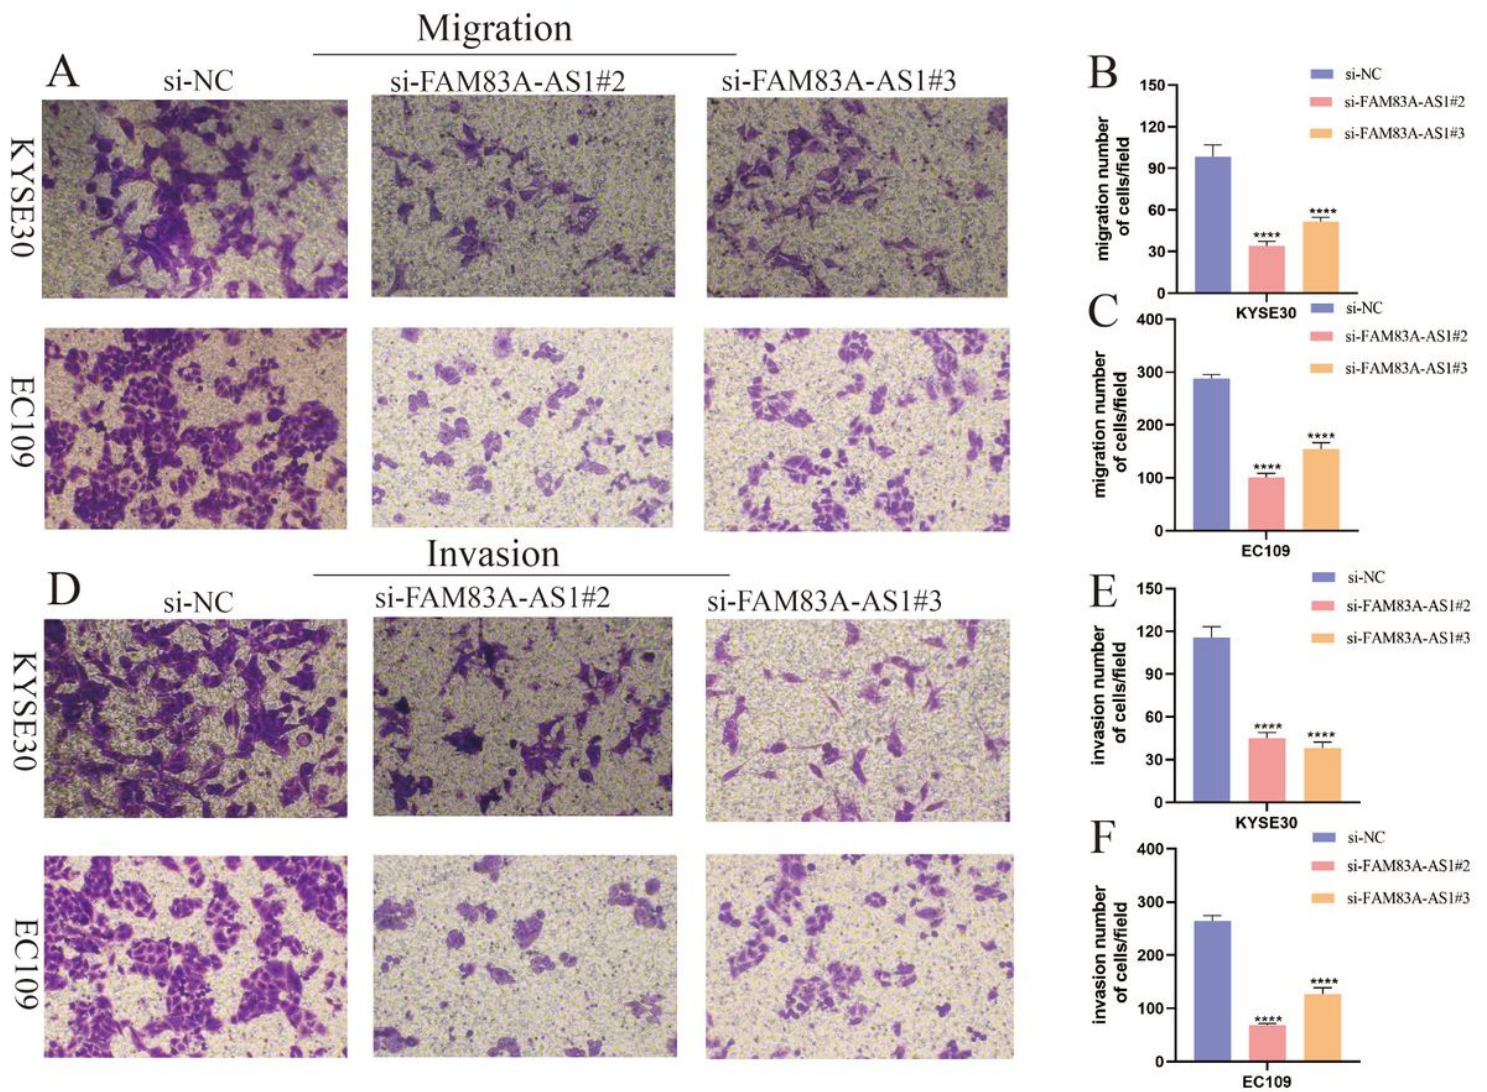 Migration
A
si-NC
si-FAM83A-AS1#2
si-FAM83A-AS1#3
KYSE30
EC109
B
si-NC
si-FAM83A-AS1#2
si-FAM83A-AS1#3
150
120
90
60
30
0
migration number
of cells/field
****
****
KYSE30
C
si-NC
si-FAM83A-AS1#2
si-FAM83A-AS1#3
400
300
200
100
0
migration number
of cells/field
****
****
EC109
Invasion
D
si-NC
si-FAM83A-AS1#2
si-FAM83A-AS1#3
KYSE30
EC109
E
si-NC
si-FAM83A-AS1#2
si-FAM83A-AS1#3
150
120
90
60
30
0
invasion number
of cells/field
****
****
KYSE30
F
si-NC
si-FAM83A-AS1#2
si-FAM83A-AS1#3
400
300
200
100
0
invasion number
of cells/field
****
****
EC109